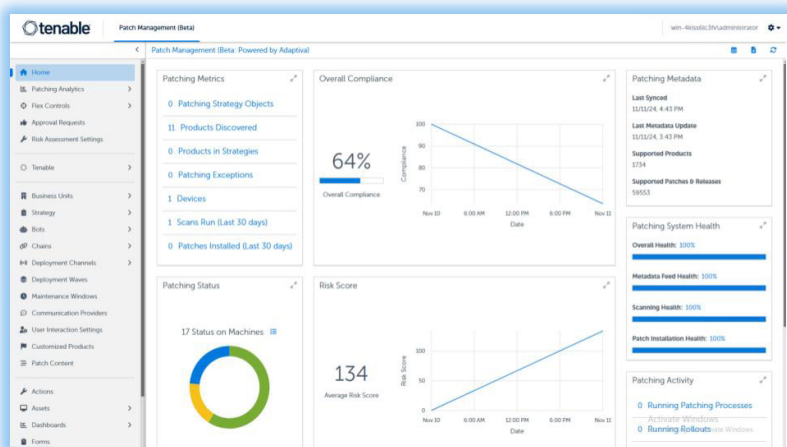 tenable
Patch Management (Beta)
Patch Management (Beta: Powered by Adaptiva)
Home
Patching Analytics
Flex Controls
Approval Requests
Risk Assessment Settings
Tenable
Business Units
Strategy
Bots
Chains
Deployment Channels
Deployment Waves
Maintenance Windows
Communication Providers
User Interaction Settings
Customized Products
Patch Content
Actions
Assets
Dashboards
Forms
Patching Metrics
0 Patching Strategy Objects
11 Products Discovered
0 Products in Strategies
0 Patching Exceptions
1 Devices
1 Scans Run (Last 30 days)
0 Patches Installed (Last 30 days)
Overall Compliance
64%
Overall Compliance
Compliance
100
90
80
70
Nov 10 6:00 AM 12:00 PM 6:00 PM Nov 11
Date
Patching Metadata
Last Synced
11/11/24, 4:43 PM
Last Metadata Update
11/11/24, 3:43 PM
Supported Products
1734
Supported Patches & Releases
59553
Patching System Health
Overall Health: 100%
Metadata Feed Health: 100%
Scanning Health: 100%
Patch Installation Health: 100%
Patching Status
17 Status on Machines
Risk Score
134
Average Risk Score
Risk Score
100
50
0
Nov 10 6:00 AM 12:00 PM 6:00 PM Nov 11
Date
Patching Activity
0 Running Patching Processes
Activate Windows
0 Running Rollouts